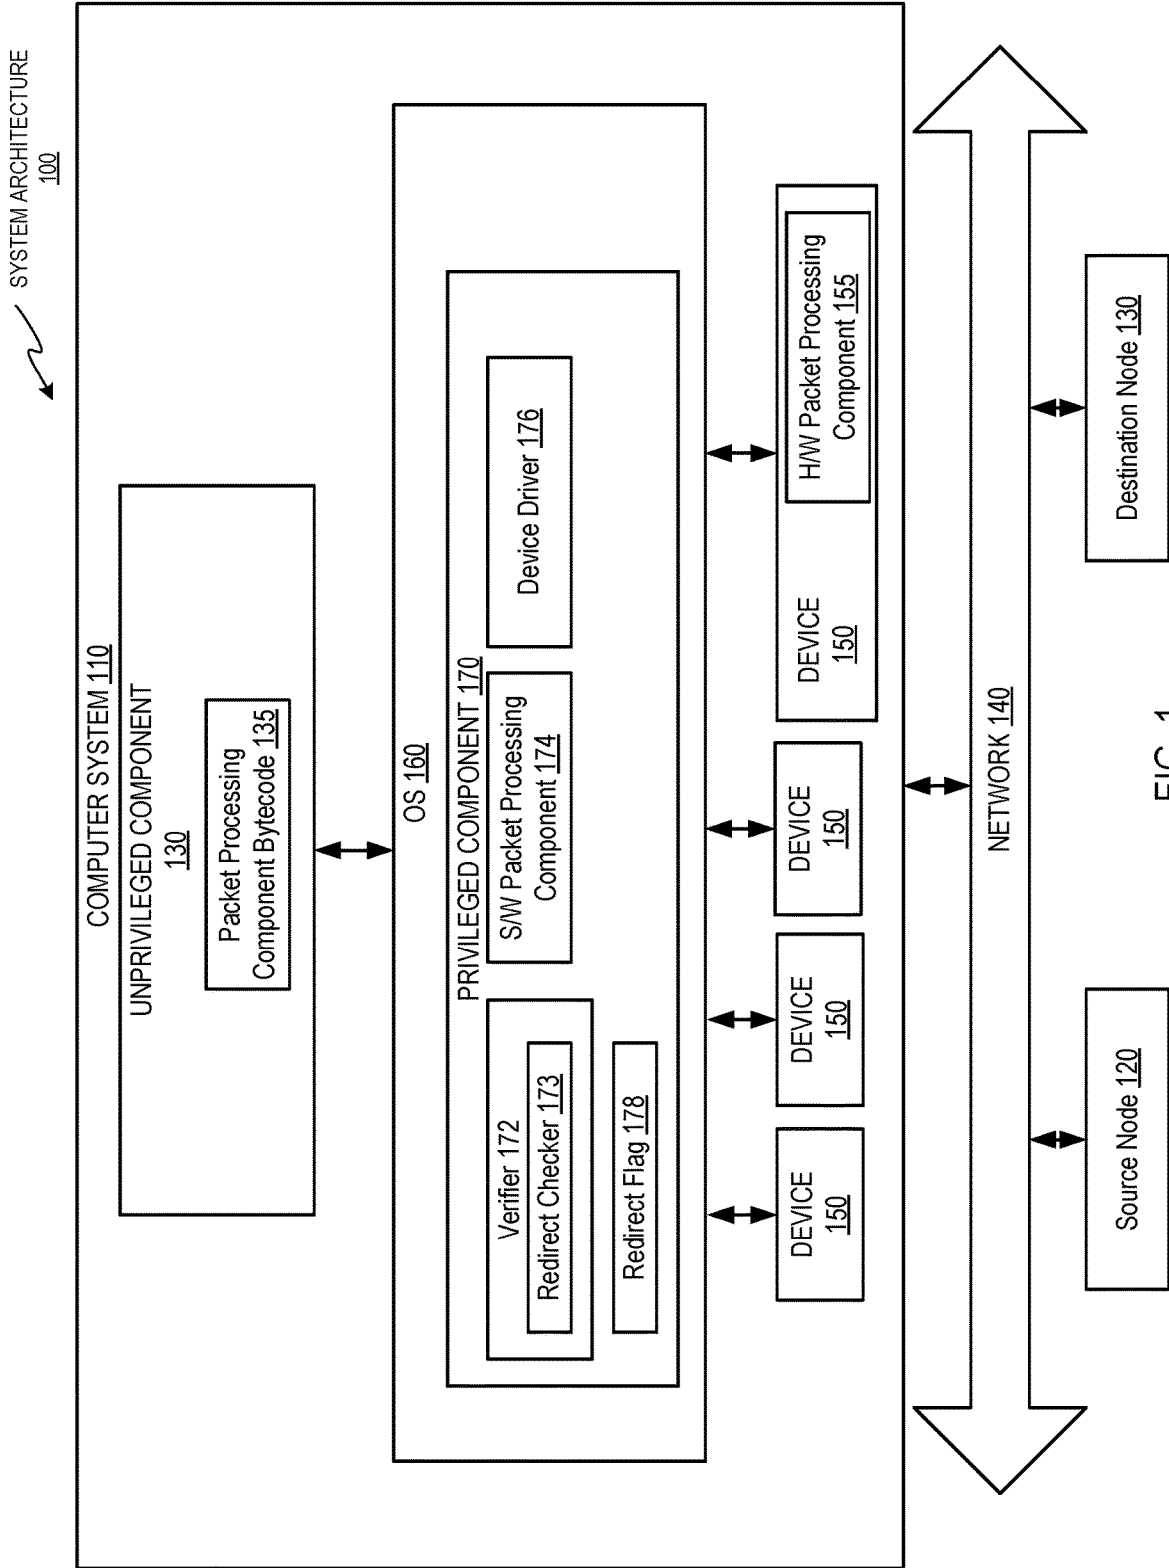 SYSTEM ARCHITECTURE
100
COMPUTER SYSTEM 110
UNPRIVILEGED COMPONENT
130
Packet Processing
Component Bytecode 135
OS 160
PRIVILEGED COMPONENT 170
Verifier 172
Redirect Checker 173
Redirect Flag 178
S/W Packet Processing
Component 174
Device Driver 176
DEVICE
150
DEVICE
150
DEVICE
150
DEVICE
150
H/W Packet Processing
Component 155
NETWORK 140
Source Node 120
Destination Node 130
FIG. 1